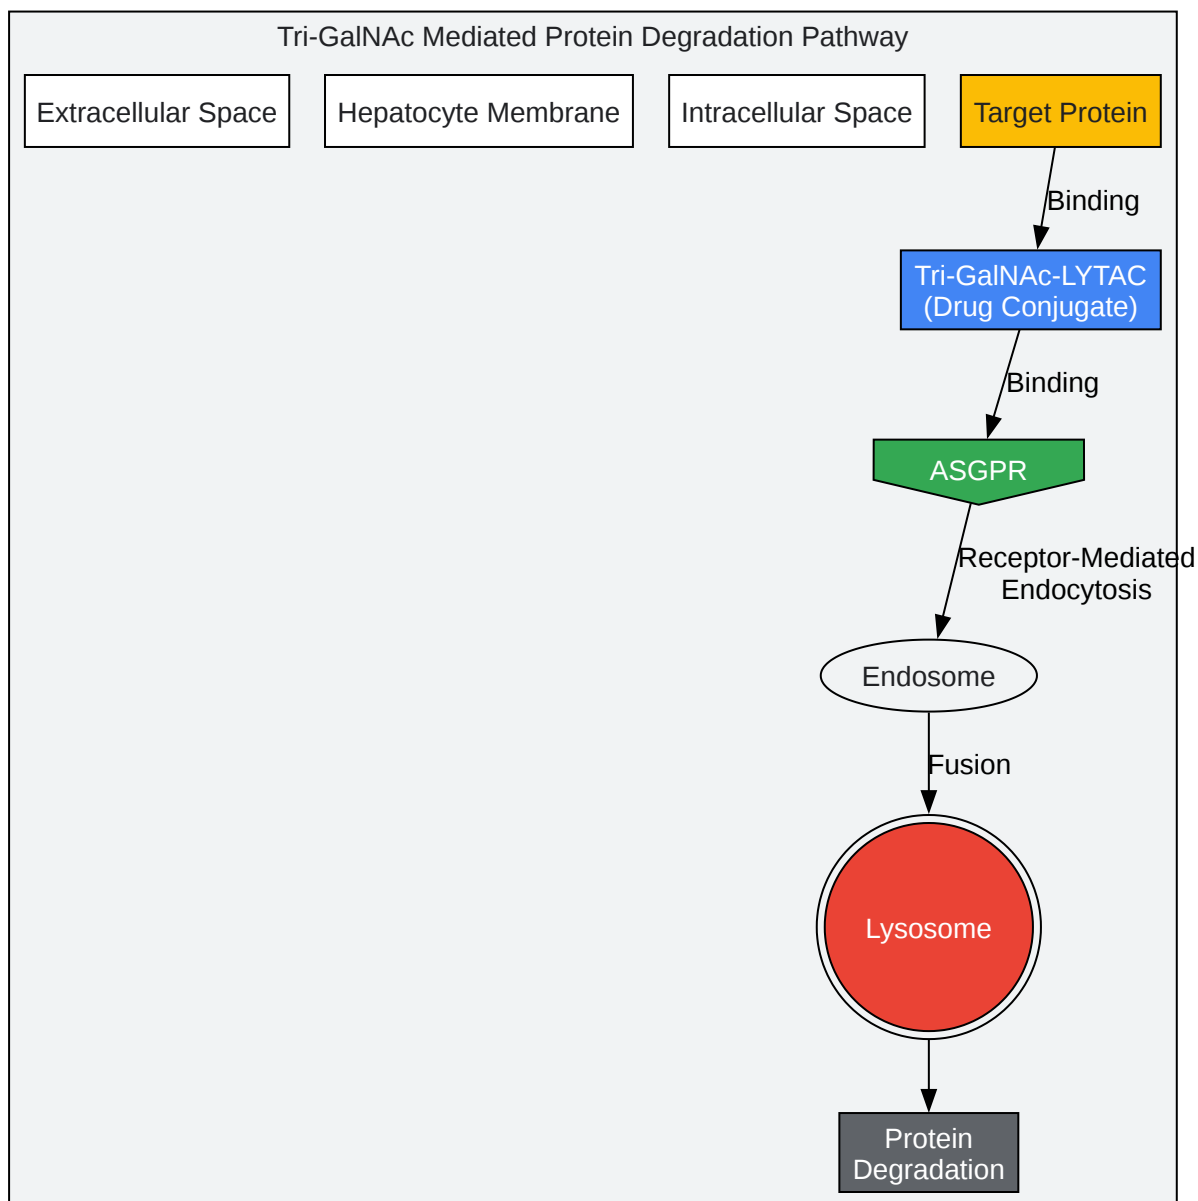 Tri-GalNAc Mediated Protein Degradation Pathway
Extracellular Space
Hepatocyte Membrane
Intracellular Space
Target Protein
Binding
Tri-GalNAc-LYTAC
(Drug Conjugate)
Binding
ASGPR
Receptor-Mediated
Endocytosis
Endosome
Fusion
Lysosome
Protein
Degradation